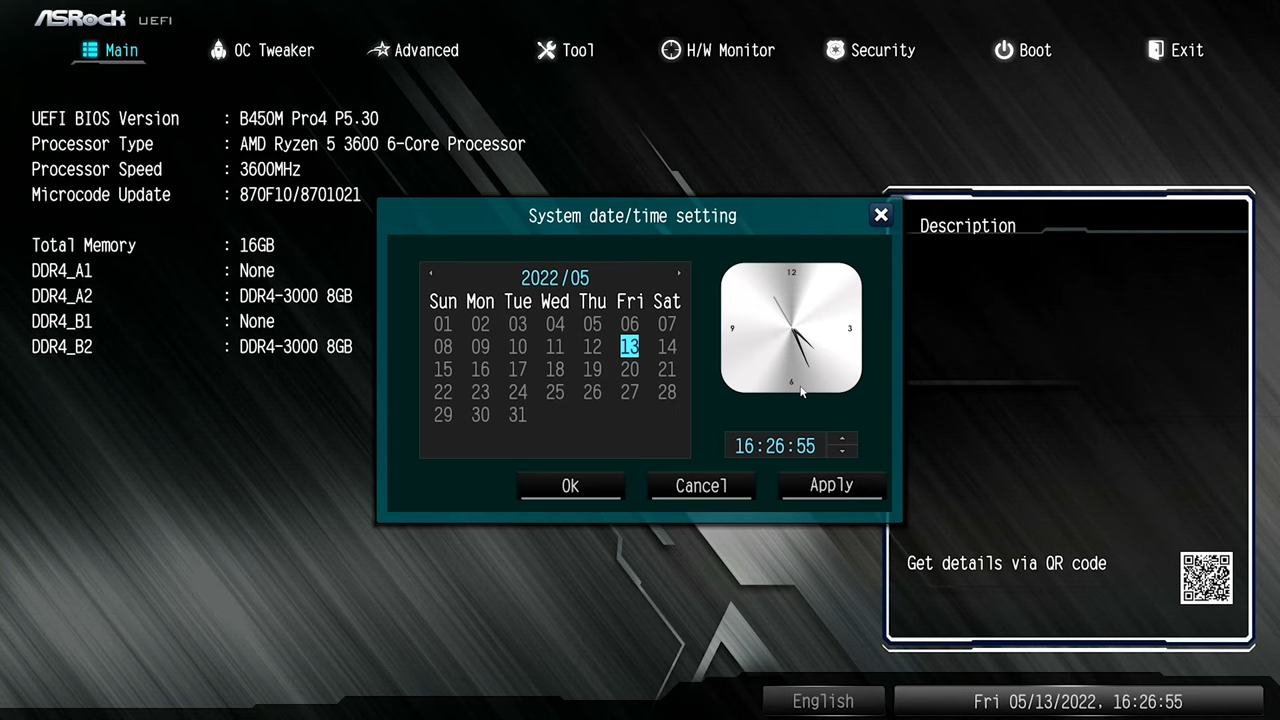 ASRock UEFI
Main OC Tweaker Advanced Tool H/W Monitor Security Boot Exit
UEFI BIOS Version : B450M Pro4 P5.30
Processor Type : AMD Ryzen 5 3600 6-Core Processor
Processor Speed : 3600MHz
Microcode Update : 870F10/8701021
Total Memory : 16GB
DDR4_A1 : None
DDR4_A2 : DDR4-3000 8GB
DDR4_B1 : None
DDR4_B2 : DDR4-3000 8GB
System date/time setting
2022/05
Sun Mon Tue Wed Thu Fri Sat
01 02 03 04 05 06 07
08 09 10 11 12 13 14
15 16 17 18 19 20 21
22 23 24 25 26 27 28
29 30 31
12
9 3
6
16:26:55
Ok Cancel Apply
Description
Get details via QR code
English Fri 05/13/2022, 16:26:55